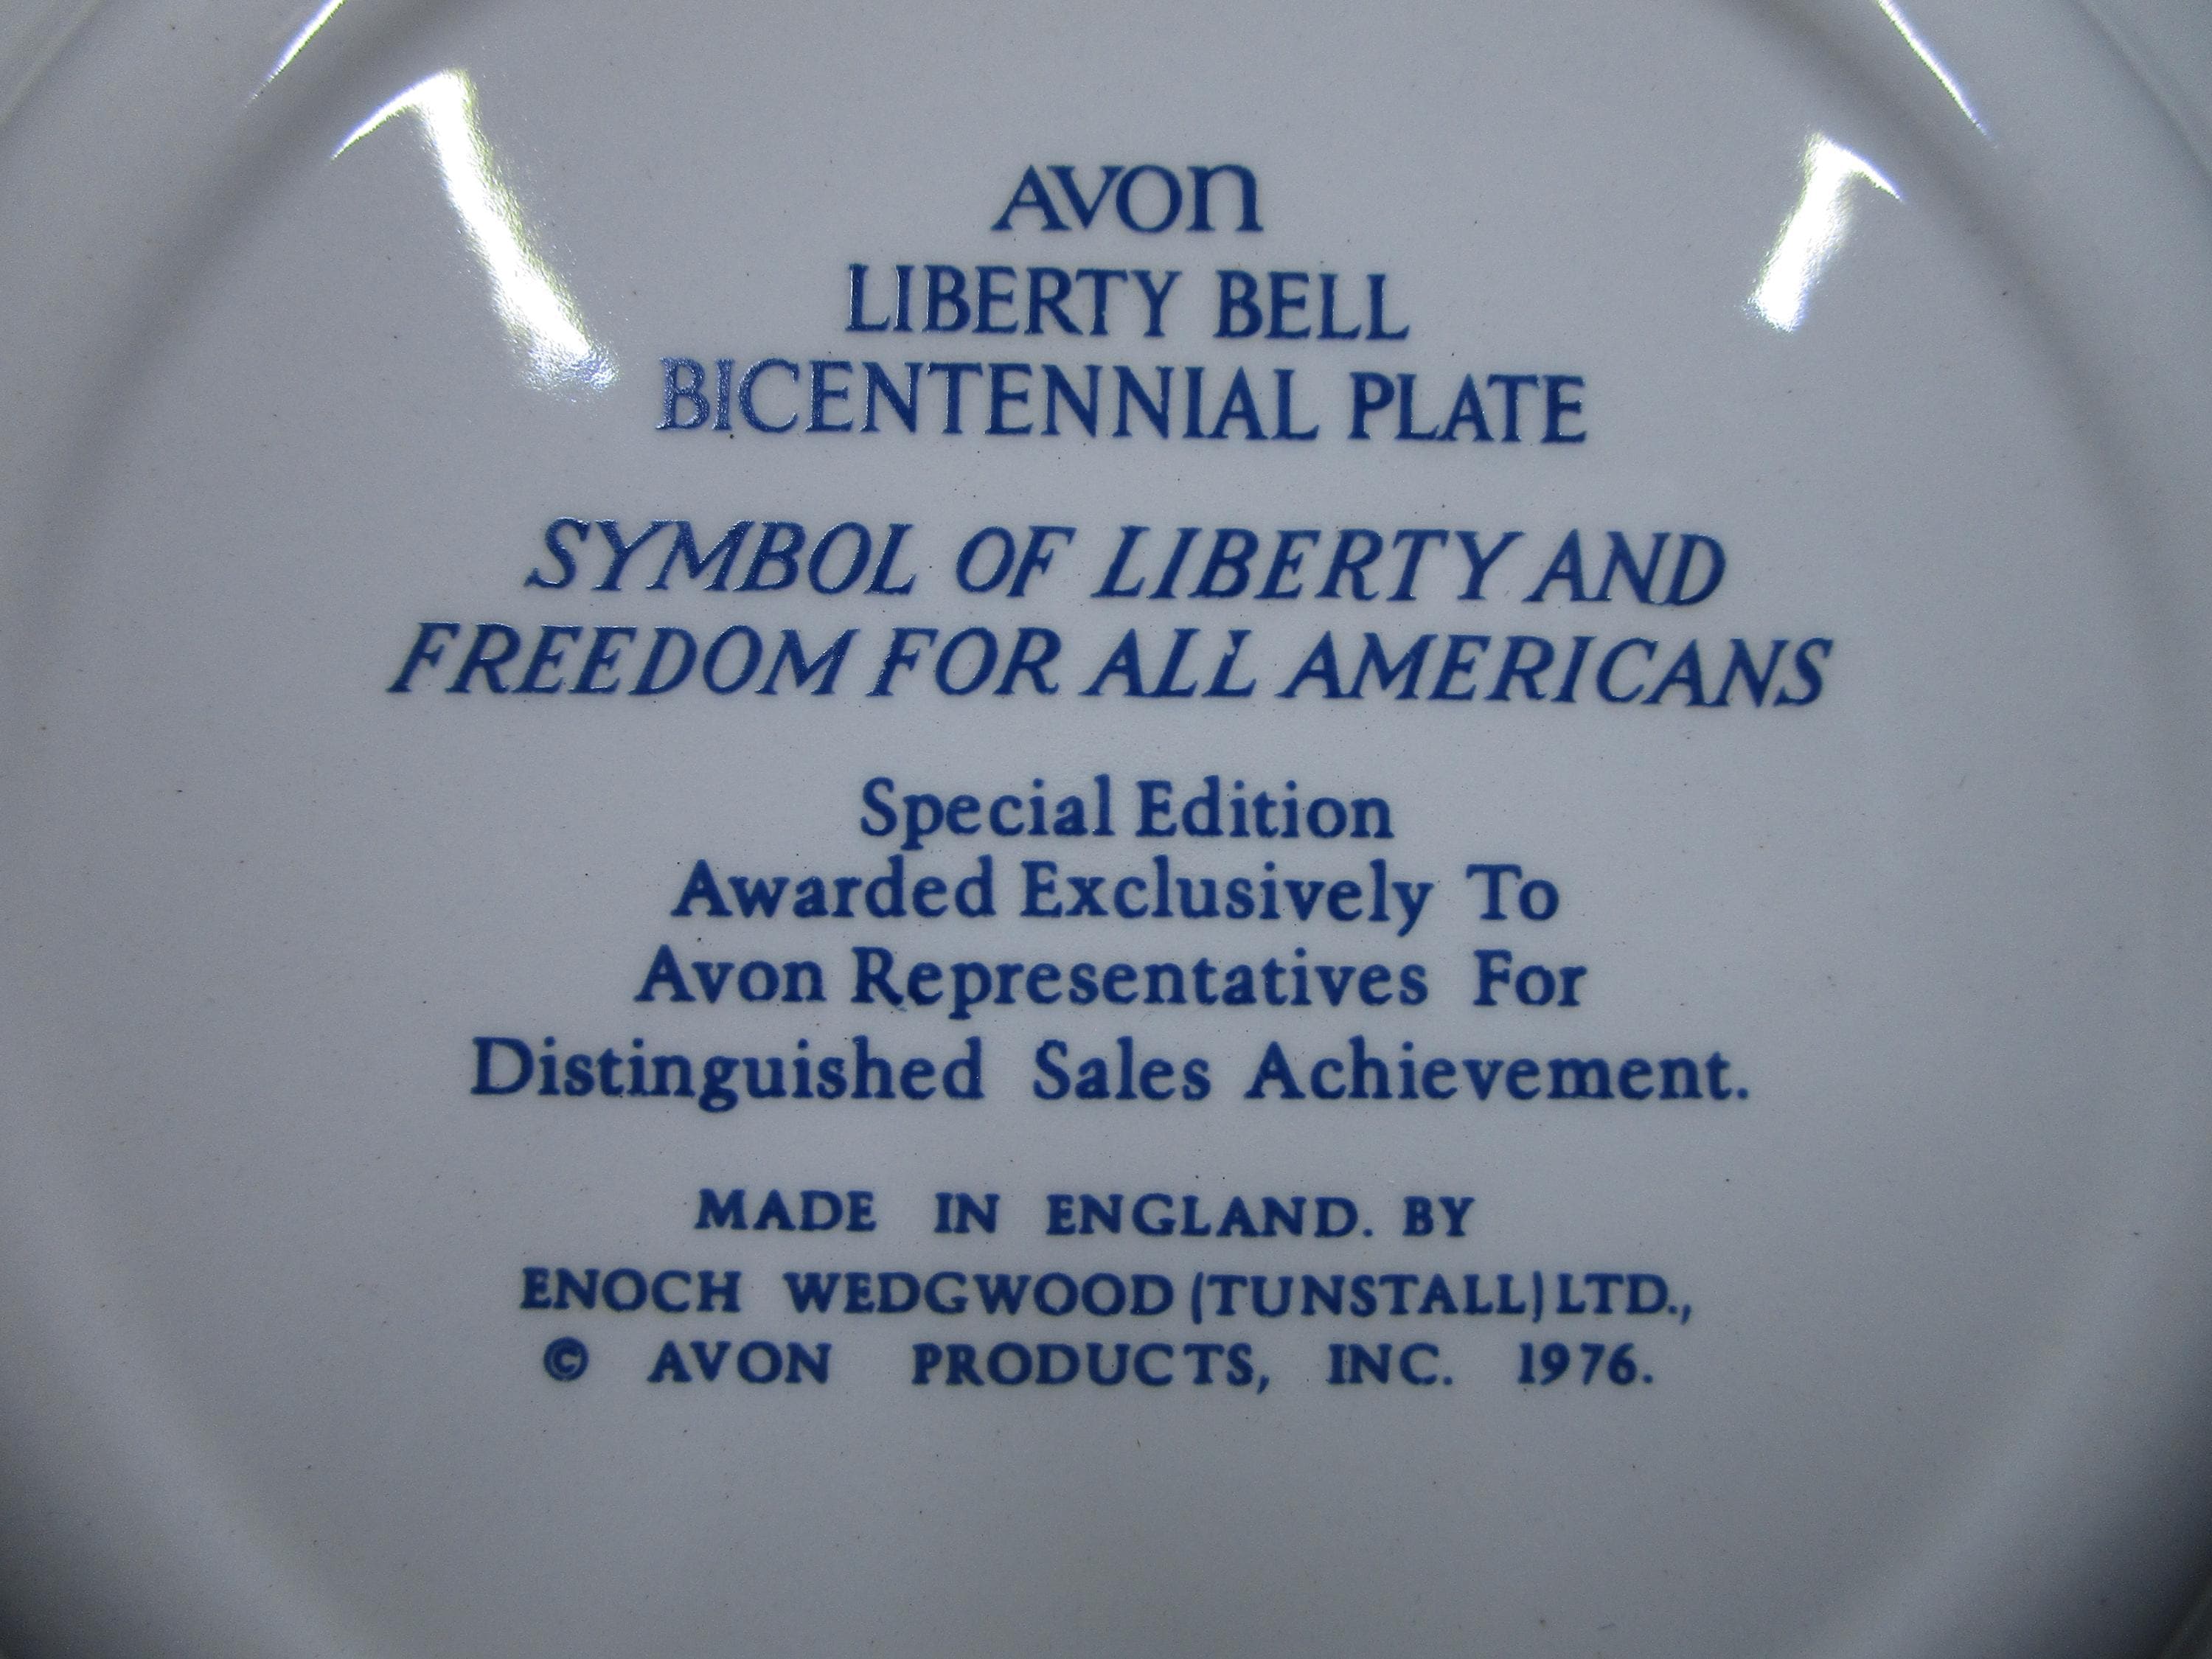 AVON
LIBERTY BELL
BICENTENNIAL PLATE
SYMBOL OF LIBERTY AND
FREEDOM FOR ALL AMERICANS
Special Edition
Awarded Exclusively To
Avon Representatives For
Distinguished Sales Achievement.
MADE IN ENGLAND. BY
ENOCH WEDGWOOD (TUNSTALL) LTD.,
© AVON PRODUCTS, INC. 1976.